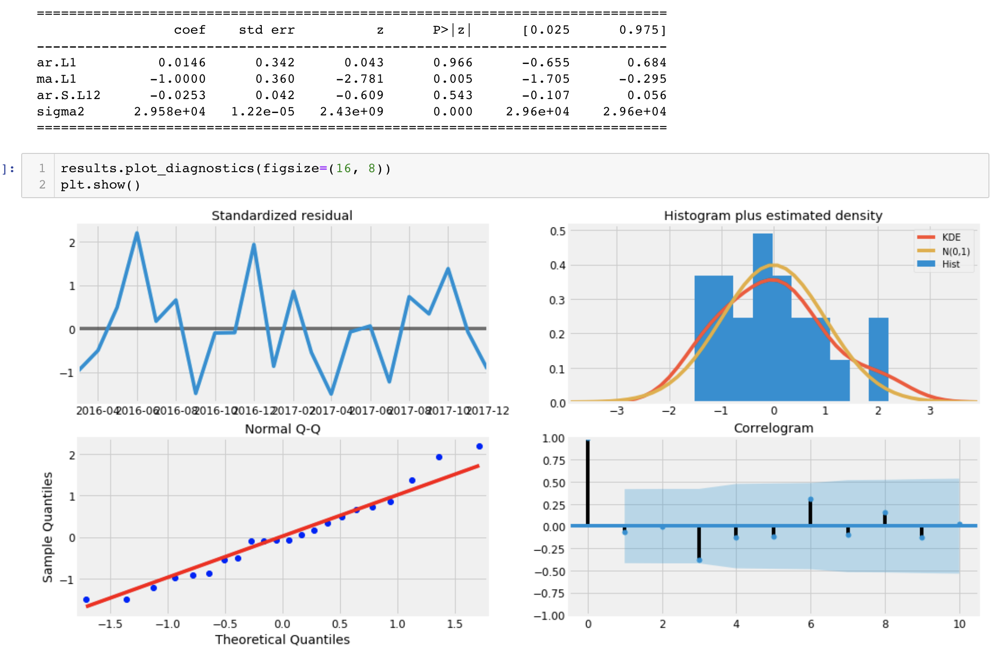 ==============================================================================
                 coef    std err          z      P>|z|      [0.025      0.975]
------------------------------------------------------------------------------
ar.L1          0.0146      0.342      0.043      0.966      -0.655       0.684
ma.L1         -1.0000      0.360     -2.781      0.005      -1.705      -0.295
ar.S.L12      -0.0253      0.042     -0.609      0.543      -0.107       0.056
sigma2      2.958e+04   1.22e-05   2.43e+09      0.000    2.96e+04    2.96e+04
==============================================================================
]: 1 results.plot_diagnostics(figsize=(16, 8))
2 plt.show()
Standardized residual
2
1
0
−1
2016-04 2016-06 2016-08 2016-10 2016-12 2017-02 2017-04 2017-06 2017-08 2017-10 2017-12
Histogram plus estimated density
KDE
N(0,1)
Hist
0.5
0.4
0.3
0.2
0.1
0.0
−3 −2 −1 0 1 2 3
Normal Q-Q
Sample Quantiles
2
1
0
−1
−1.5 −1.0 −0.5 0.0 0.5 1.0 1.5
Theoretical Quantiles
Correlogram
1.00
0.75
0.50
0.25
0.00
−0.25
−0.50
−0.75
−1.00
0 2 4 6 8 10